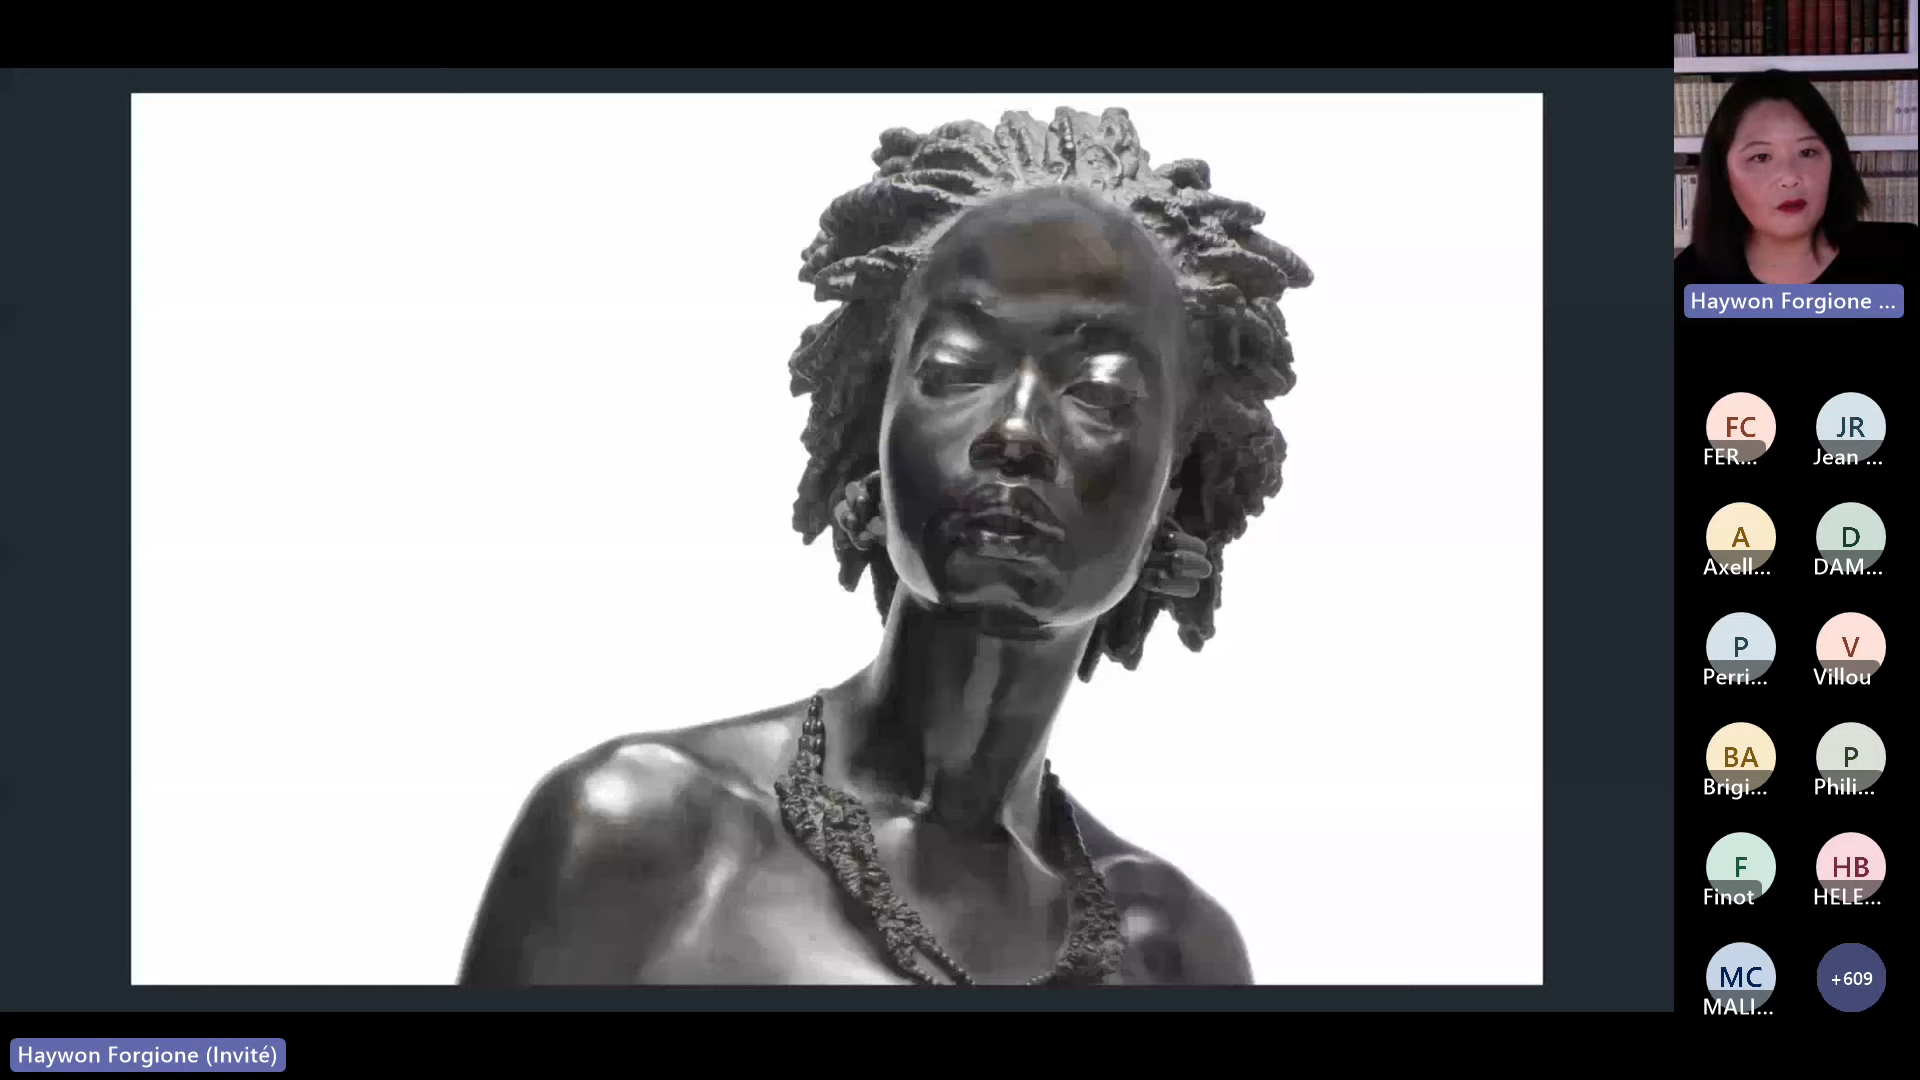 Haywon Forgione ...
FC
FER...
JR
Jean ...
A
Axell...
D
DAM...
P
Perri...
V
Villou
BA
Brigi...
P
Phili...
F
Finot
HB
HELE...
MC
MALI...
+609
Haywon Forgione (Invité)